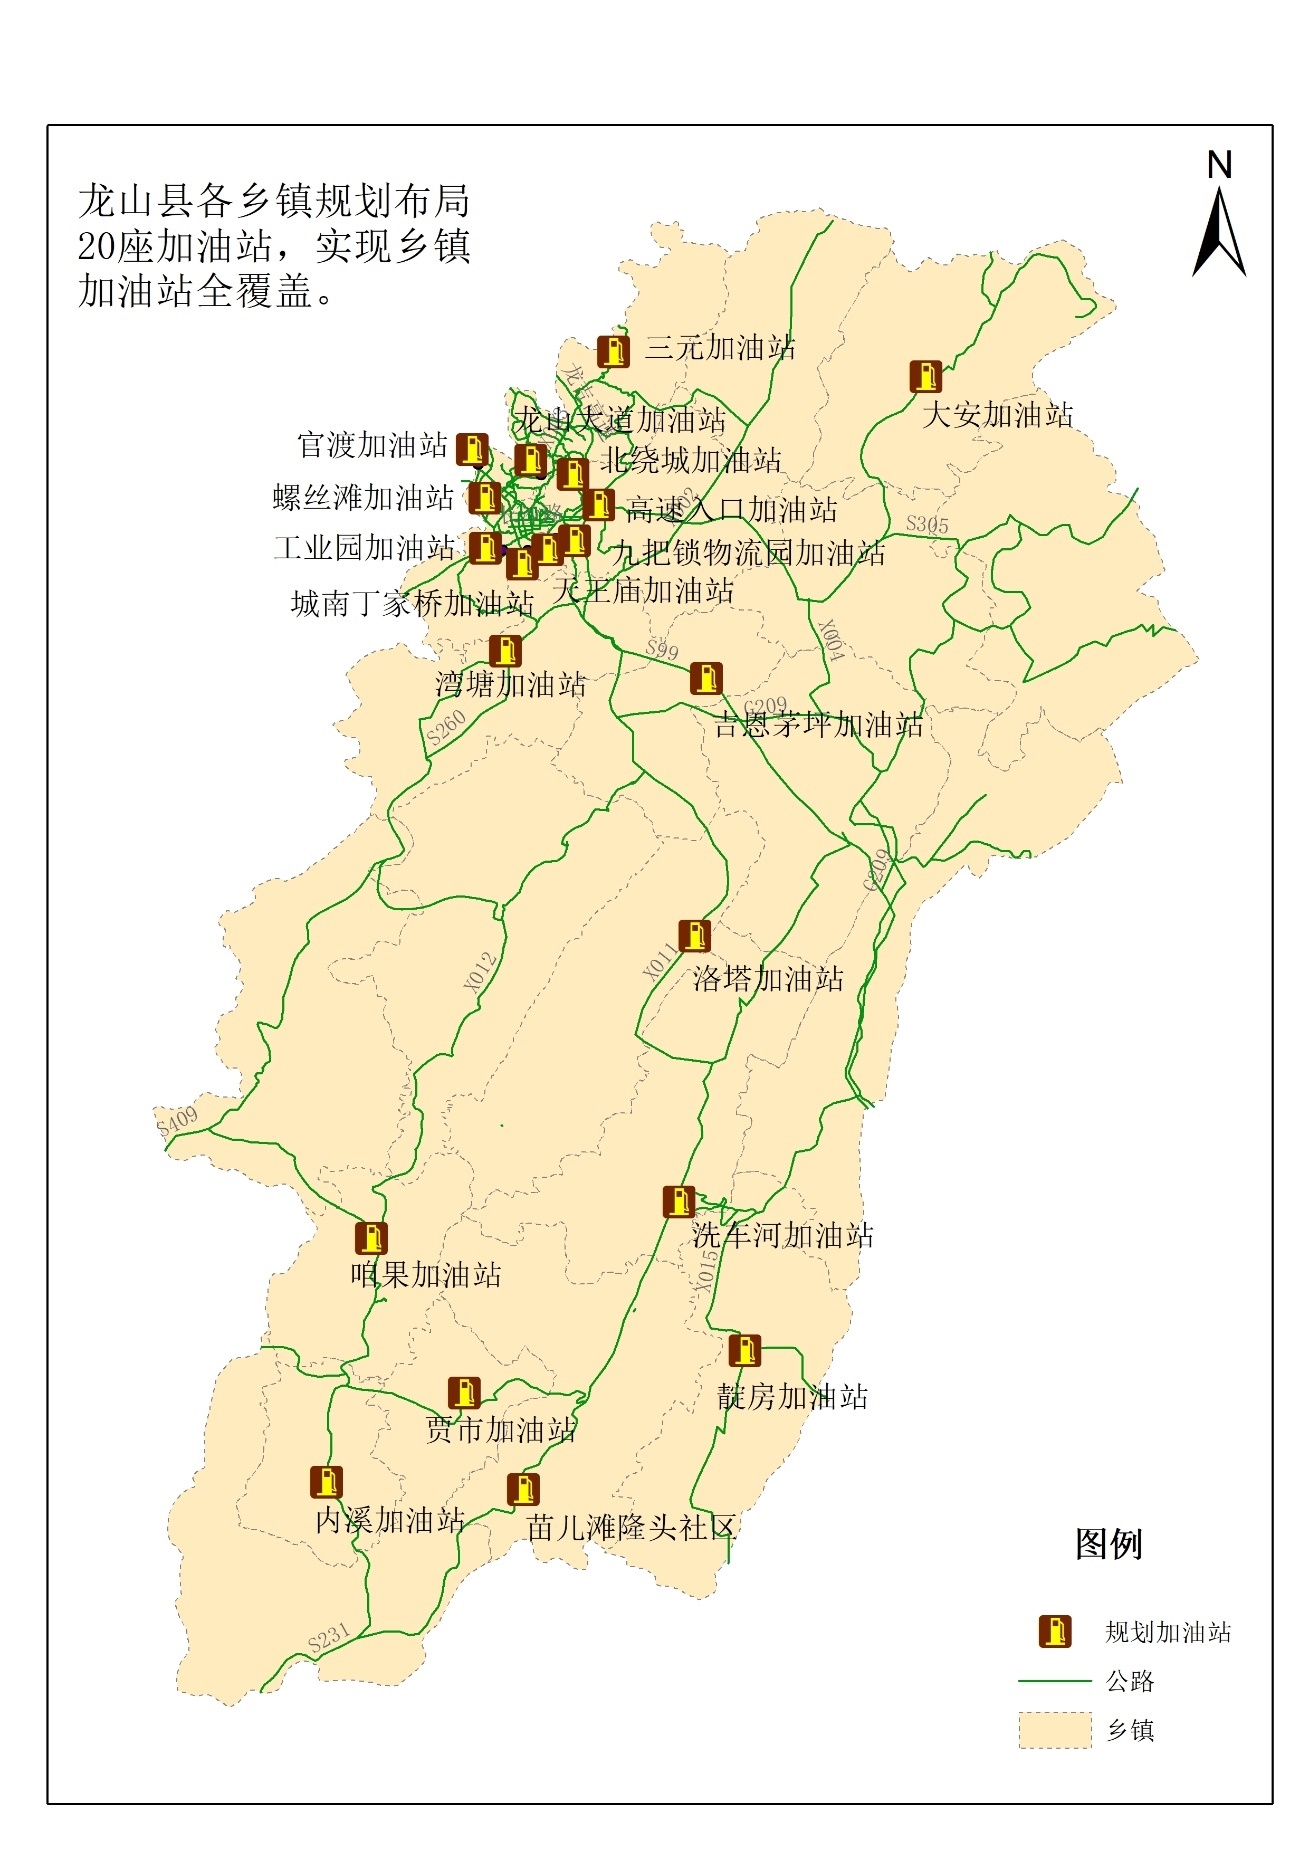 龙山县各乡镇规划布局
20座加油站，实现乡镇
加油站全覆盖。
N
三元加油站
大安加油站
龙山大道加油站
官渡加油站
北绕城加油站
螺丝滩加油站
高速入口加油站
S305
工业园加油站
九把锁物流园加油站
天王庙加油站
城南丁家桥加油站
X004
S99
湾塘加油站
G209
吉恩茅坪加油站
S260
G209
X011
X012
洛塔加油站
S409
洗车河加油站
咱果加油站
X015
靛房加油站
贾市加油站
内溪加油站
苗儿滩隆头社区
S231
图例
规划加油站
公路
乡镇